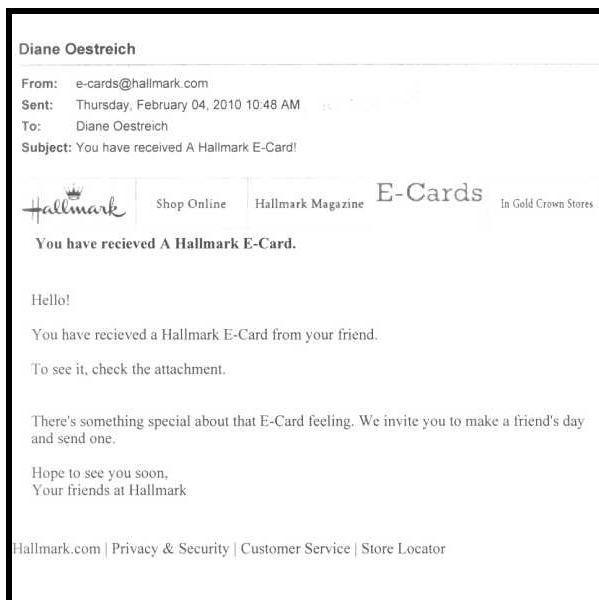 Diane Oestreich
From: e-cards@hallmark.com
Sent: Thursday, February 04, 2010 10:48 AM
To: Diane Oestreich
Subject: You have received A Hallmark E-Card!
Hallmark Shop Online Hallmark Magazine E-Cards In Gold Crown Stores
You have recieved A Hallmark E-Card.
Hello!
You have recieved a Hallmark E-Card from your friend.
To see it, check the attachment.
There's something special about that E-Card feeling. We invite you to make a friend's day
and send one.
Hope to see you soon,
Your friends at Hallmark
Hallmark.com | Privacy & Security | Customer Service | Store Locator